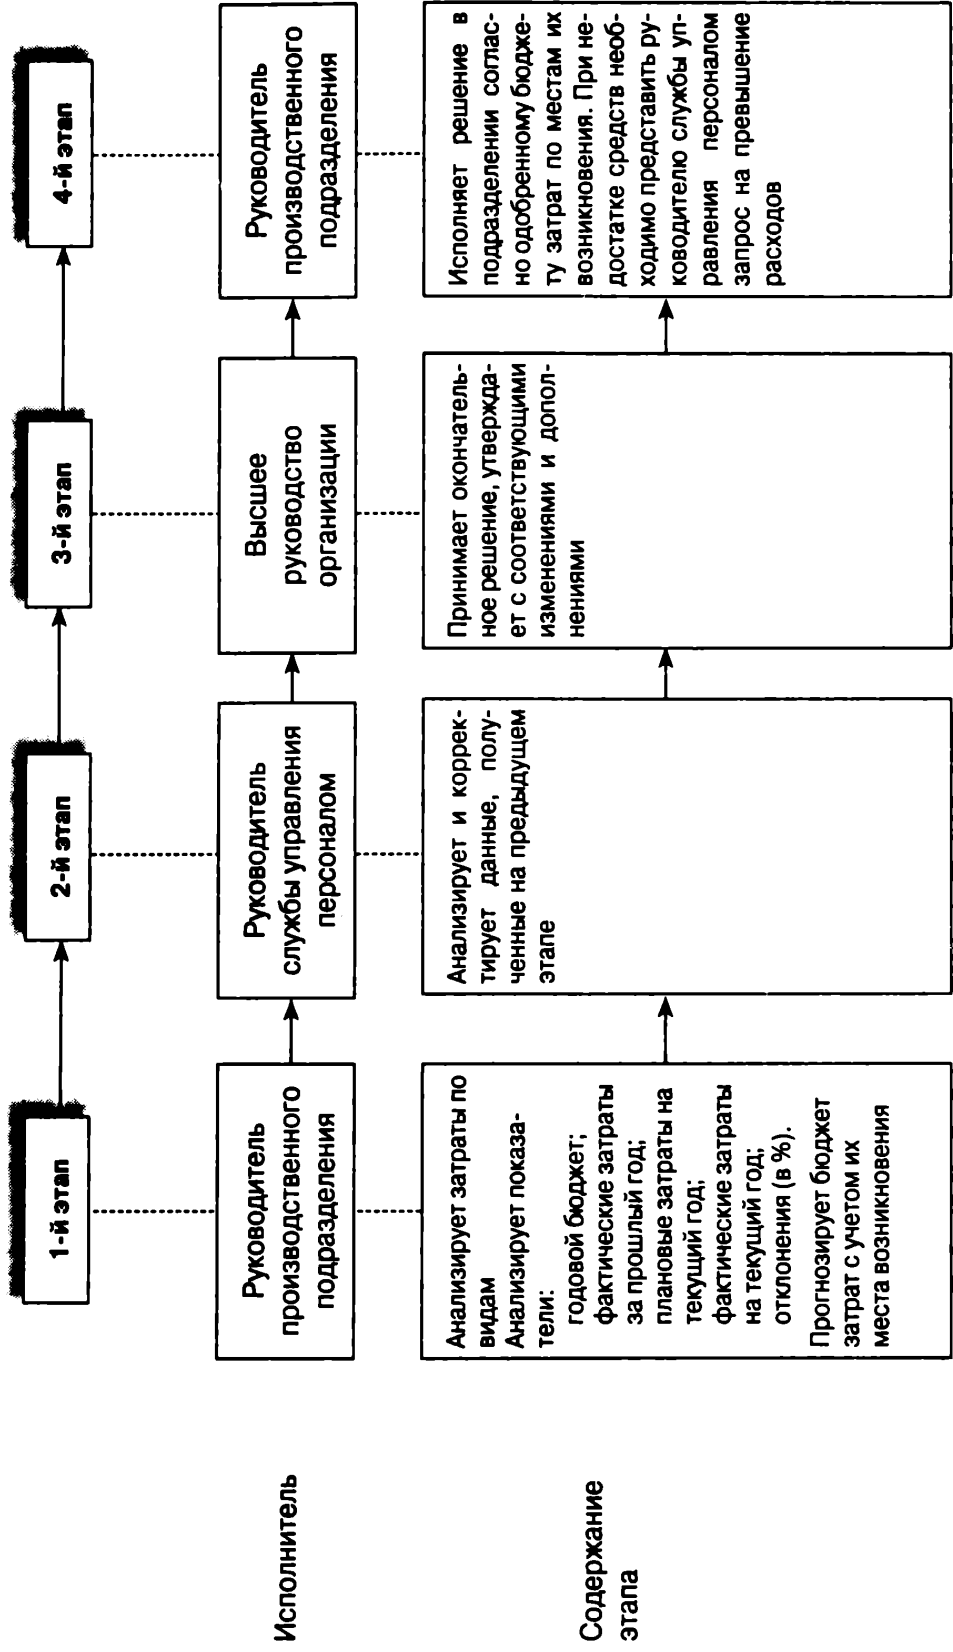 1-й этап
2-й этап
3-й этап
4-й этап
Исполнитель
Руководитель
производственного
подразделения
Руководитель
службы управления
персоналом
Высшее
руководство
организации
Руководитель
производственного
подразделения
Содержание
этапа
Анализирует затраты по
видам
Анализирует показа-
тели:
годовой бюджет;
фактические затраты
за прошлый год;
плановые затраты на
текущий год;
фактические затраты
на текущий год;
отклонения (в %).
Прогнозирует бюджет
затрат с учетом их
места возникновения
Анализирует и коррек-
тирует данные, полу-
ченные на предыдущем
этапе
Принимает окончатель-
ное решение, утвержда-
ет с соответствующими
изменениями и допол-
нениями
Исполняет решение в
подразделении соглас-
но одобренному бюдже-
ту затрат по местам их
возникновения. При не-
достатке средств необ-
ходимо представить ру-
ководителю службы уп-
равления персоналом
запрос на превышение
расходов